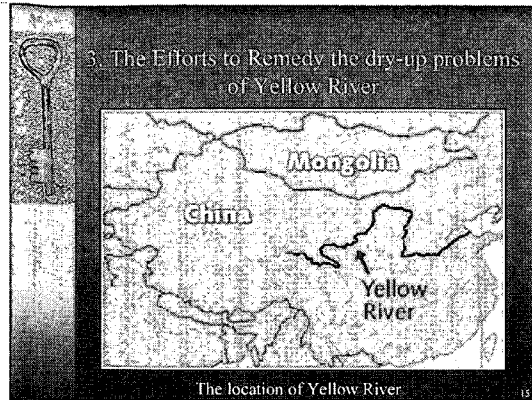 3. The Efforts to Remedy the dry-up problems
of Yellow River
Mongolia
China
Yellow
River
The location of Yellow River
15